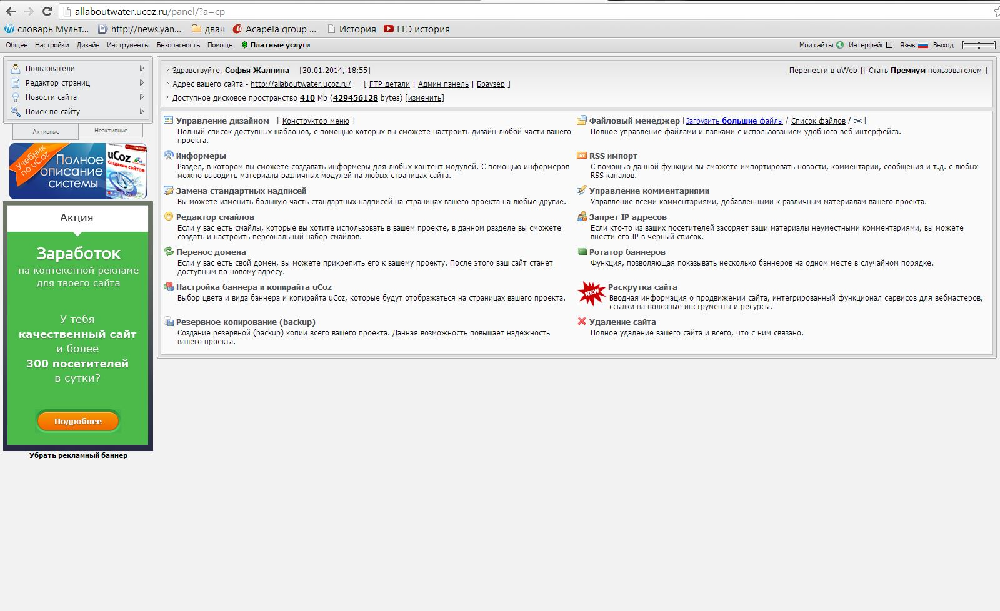 allaboutwater.ucoz.ru/panel/?a=cp
словарь Мульт... http://news.yan... двач Acapela group ... История ЕГЭ история
Общее Настройки Дизайн Инструменты Безопасность Помощь $ Платные услуги Мои сайты Интерфейс Язык Выход
Пользователи
Редактор страниц
Новости сайта
Поиск по сайту
Активные Неактивные
Учебник по uCoz
Полное
описание
системы
uCoz
Создание сайтов
Акция
Заработок
на контекстной рекламе
для твоего сайта
У тебя
качественный сайт
и более
300 посетителей
в сутки?
Подробнее
Убрать рекламный баннер
Здравствуйте, Софья Жалнина [30.01.2014, 18:55] Перенести в uWeb |[ Стать Премиум пользователем ]
Адрес вашего сайта - http://allaboutwater.ucoz.ru/ [ FTP детали | Админ панель | Браузер ]
Доступное дисковое пространство 410 Mb (429456128 bytes) [изменить]
Управление дизайном [ Конструктор меню ]
Полный список доступных шаблонов, с помощью которых вы сможете настроить дизайн любой части вашего
проекта.
Информеры
Раздел, в котором вы сможете создавать информеры для любых контент модулей. С помощью информеров
можно выводить материалы различных модулей на любых страницах сайта.
Замена стандартных надписей
Вы можете изменить большую часть стандартных надписей на страницах вашего проекта на любые другие.
Редактор смайлов
Если у вас есть смайлы, которые вы хотите использовать в вашем проекте, в данном разделе вы сможете
создать и настроить персональный набор смайлов.
Перенос домена
Если у вас есть свой домен, вы можете прикрепить его к вашему проекту. После этого ваш сайт станет
доступным по новому адресу.
Настройка баннера и копирайта uCoz
Выбор цвета и вида баннера и копирайта uCoz, которые будут отображаться на страницах вашего проекта.
Резервное копирование (backup)
Создание резервной (backup) копии всего вашего проекта. Данная возможность повышает надежность
вашего проекта.
Файловый менеджер [Загрузить большие файлы / Список файлов / ]
Полное управление файлами и папками с использованием удобного веб-интерфейса.
RSS импорт
С помощью данной функции вы сможете импортировать новости, комментарии, сообщения и т.д. с любых
RSS каналов.
Управление комментариями
Управление всеми комментариями, добавленными к различным материалам вашего проекта.
Запрет IP адресов
Если кто-то из ваших посетителей засоряет ваши материалы неуместными комментариями, вы можете
внести его IP в черный список.
Ротатор баннеров
Функция, позволяющая показывать несколько баннеров на одном месте в случайном порядке.
NEW Раскрутка сайта
Вводная информация о продвижении сайта, интегрированный функционал сервисов для вебмастеров,
ссылки на полезные инструменты и ресурсы.
Удаление сайта
Полное удаление вашего сайта и всего, что с ним связано.